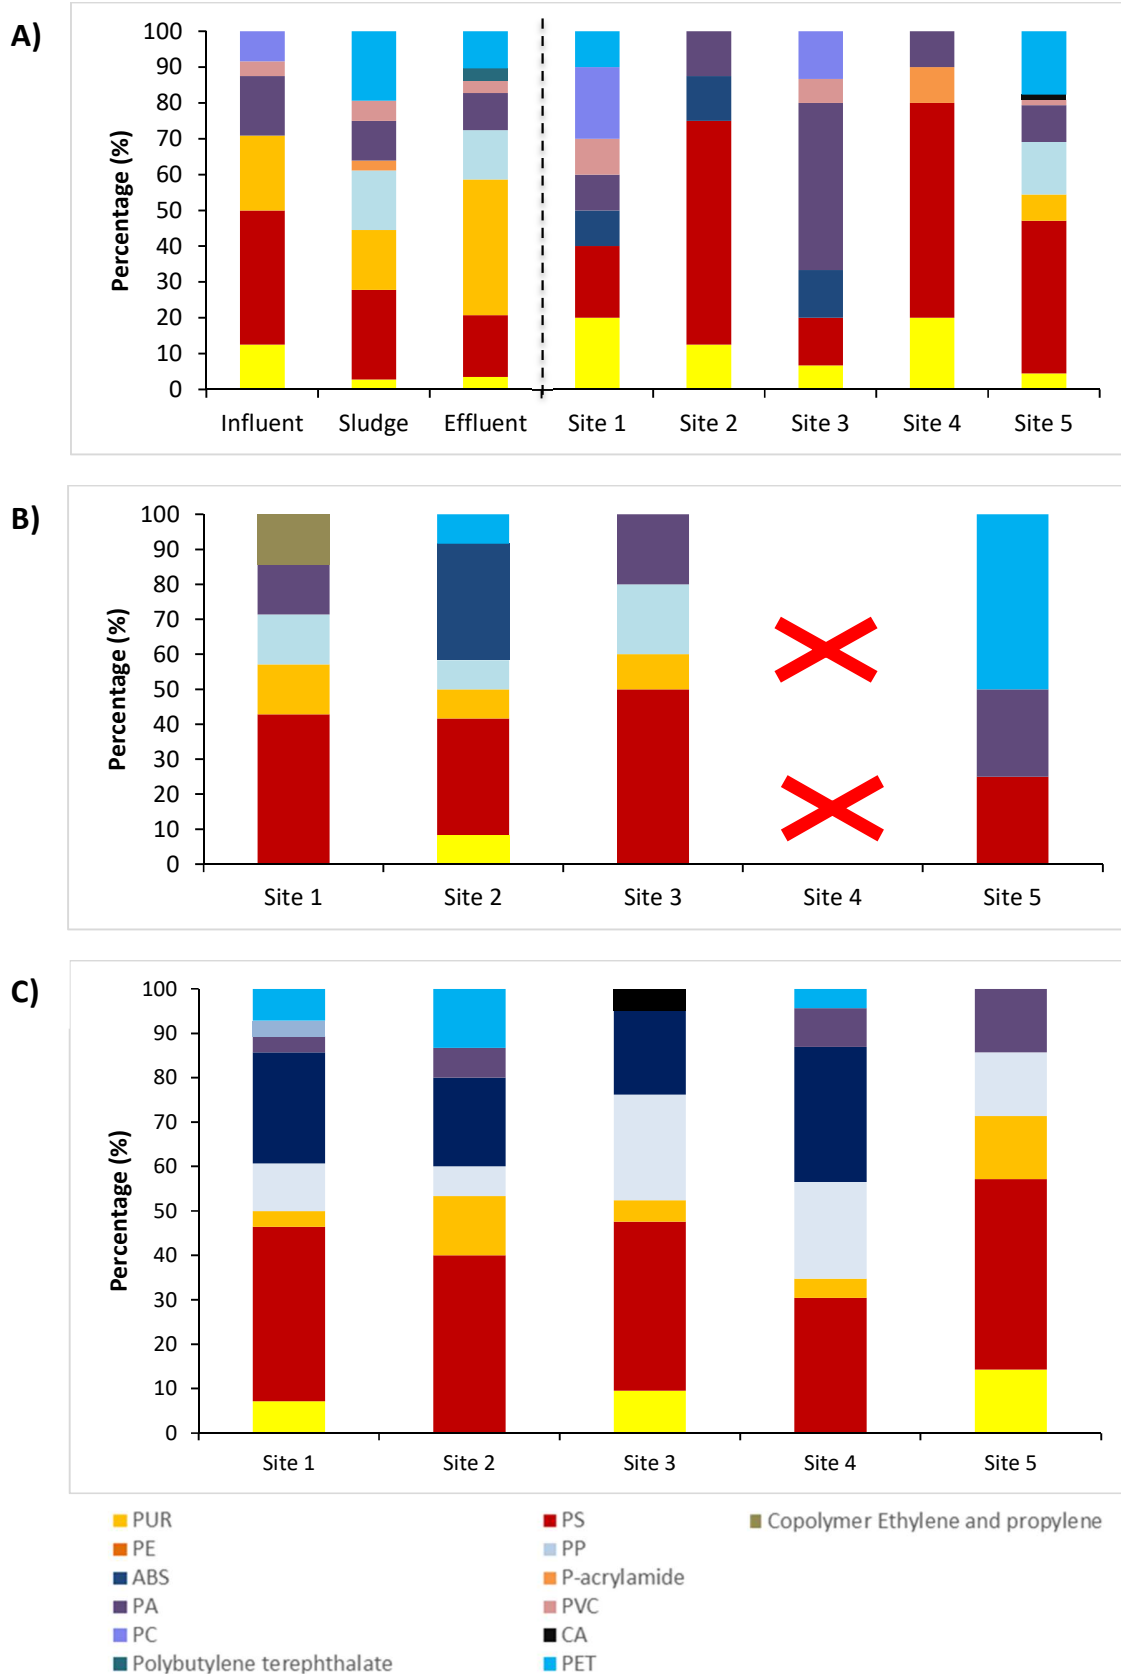 A)
Percentage (%)
100
90
80
70
60
50
40
30
20
10
0
Influent Sludge Effluent Site 1 Site 2 Site 3 Site 4 Site 5
B)
Percentage (%)
100
90
80
70
60
50
40
30
20
10
0
Site 1 Site 2 Site 3 Site 4 Site 5
C)
Percentage (%)
100
90
80
70
60
50
40
30
20
10
0
Site 1 Site 2 Site 3 Site 4 Site 5
PUR PS Copolymer Ethylene and propylene
PE PP
ABS P-acrylamide
PA PVC
PC CA
Polybutylene terephthalate PET